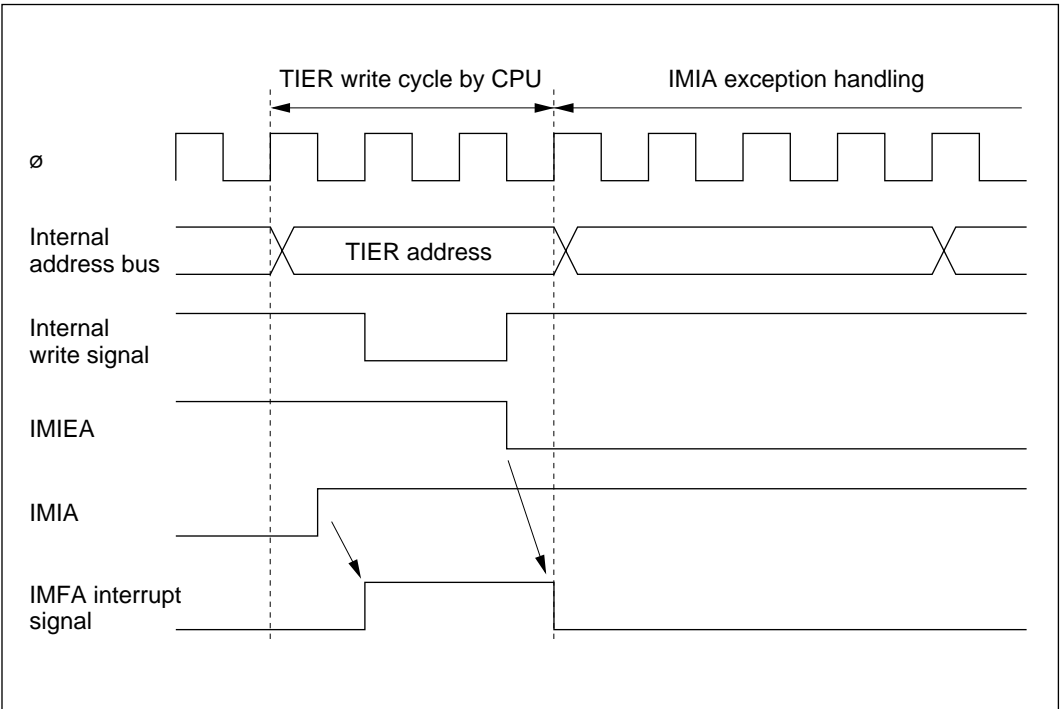 TIER write cycle by CPU
IMIA exception handling
ø
Internal
address bus
TIER address
Internal
write signal
IMIEA
IMIA
IMFA interrupt
signal